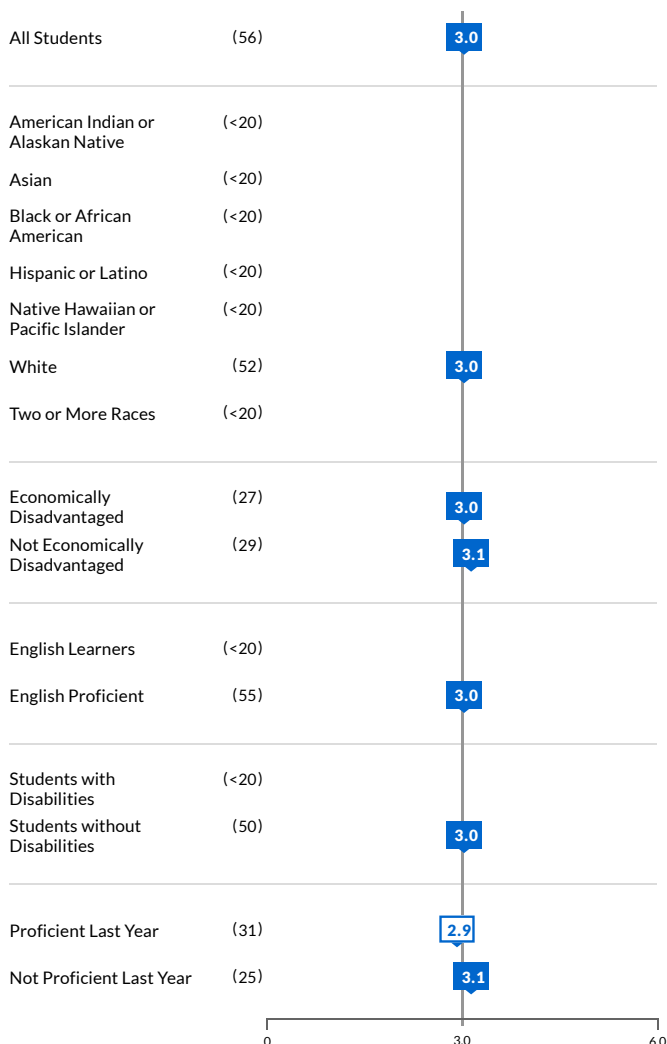 All Students (56) 3.0
American Indian or (<20)
Alaskan Native
Asian (<20)
Black or African (<20)
American
Hispanic or Latino (<20)
Native Hawaiian or (<20)
Pacific Islander
White (52) 3.0
Two or More Races (<20)
Economically (27) 3.0
Disadvantaged
Not Economically (29) 3.1
Disadvantaged
English Learners (<20)
English Proficient (55) 3.0
Students with (<20)
Disabilities
Students without (50) 3.0
Disabilities
Proficient Last Year (31) 2.9
Not Proficient Last Year (25) 3.1
0 3.0 6.0